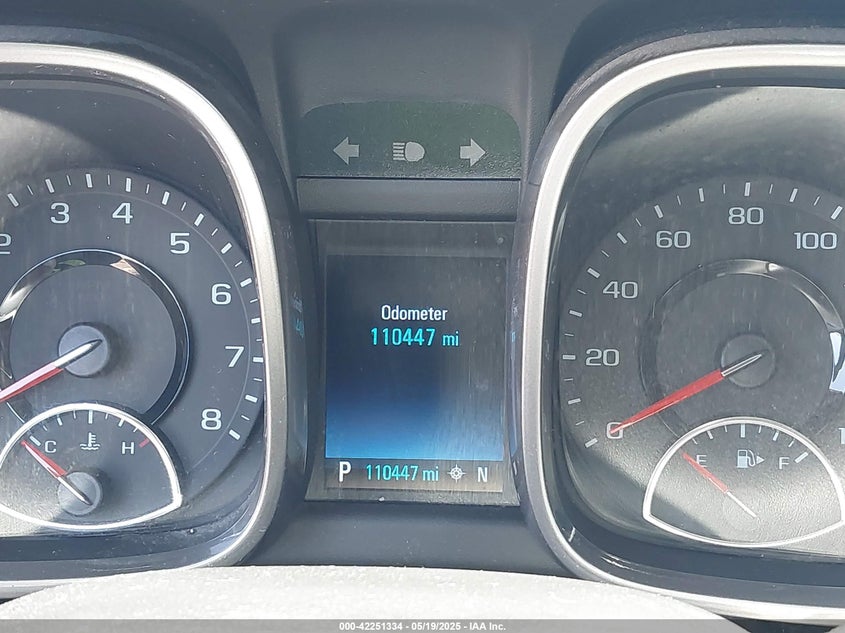 2 3 4 5 6 7 8
C H
Odometer
110447 mi
P 110447 mi N
0 20 40 60 80 100
E F
000-42251334 / 05/19/2025 - IAA Inc.